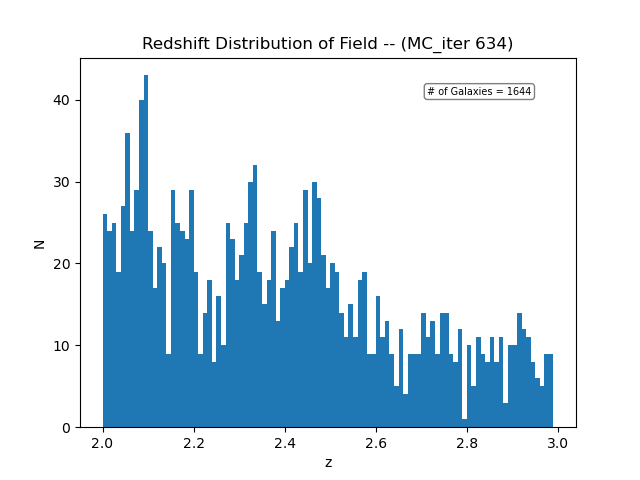 Redshift Distribution of Field -- (MC_iter 634)
# of Galaxies = 1644
40
30
20
10
0
N
2.0 2.2 2.4 2.6 2.8 3.0
z